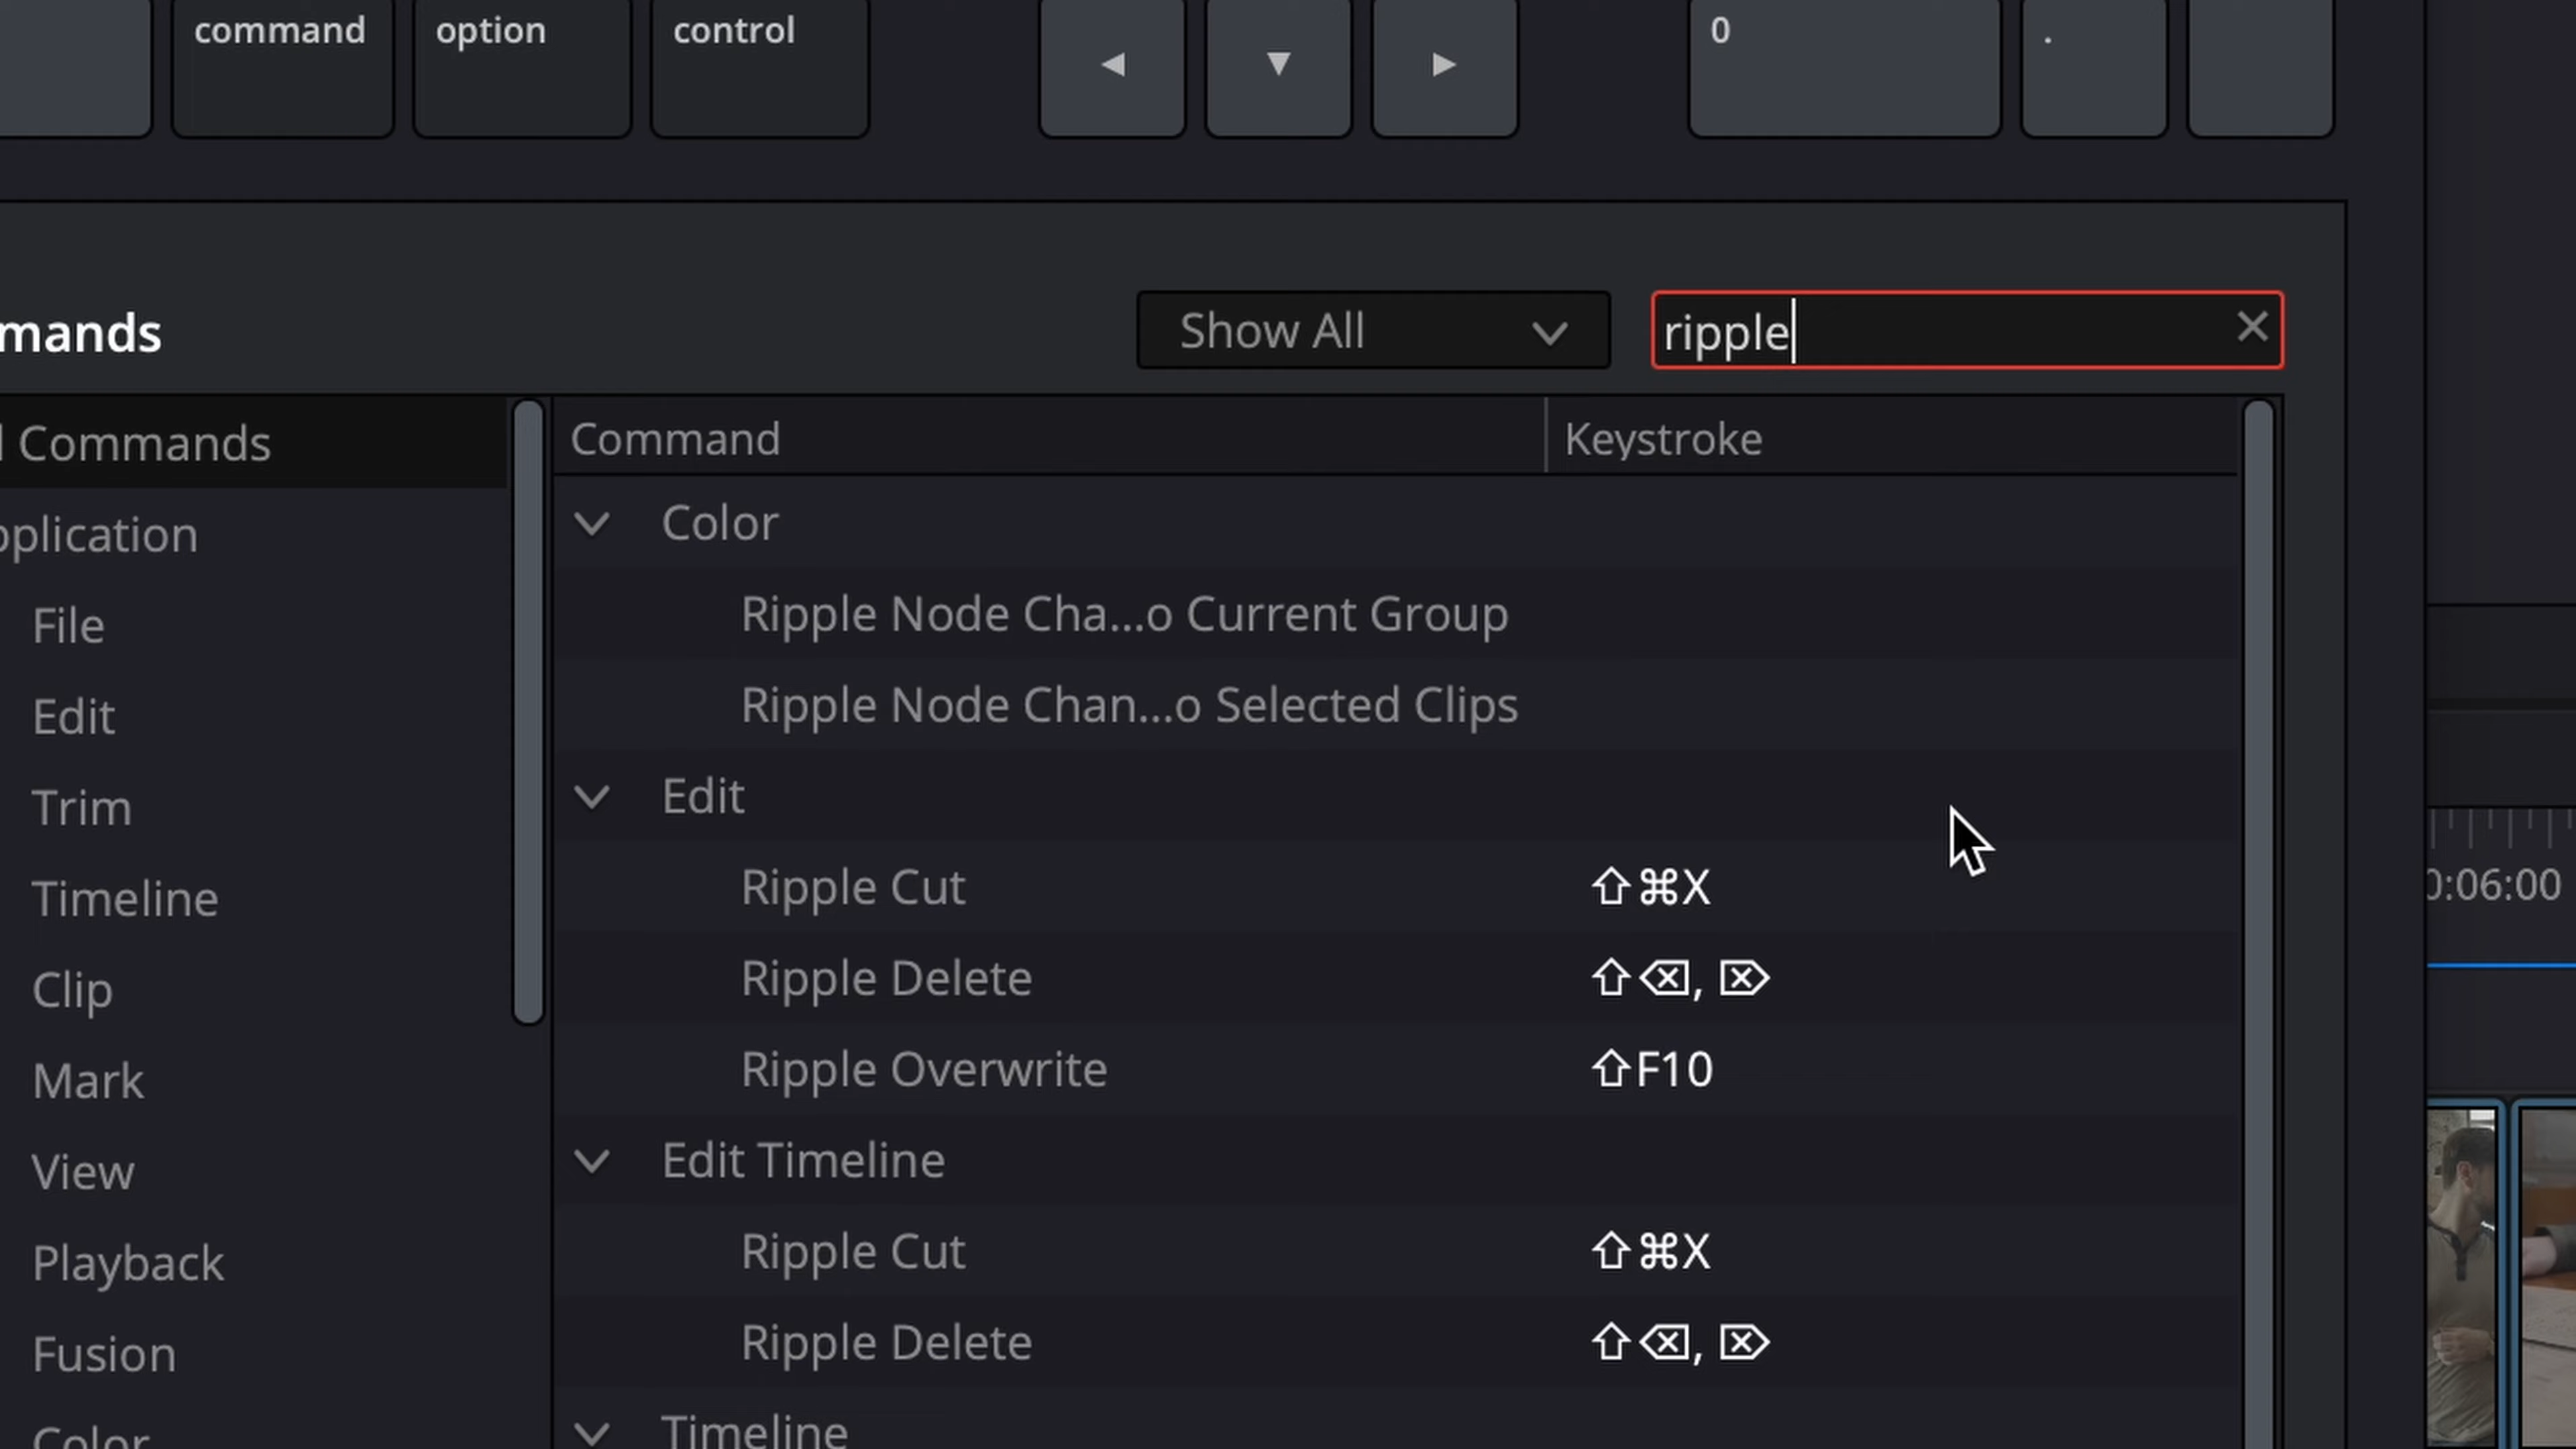 command option control
0 .
mands Show All ripple
Commands
Command Keystroke
pplication
File
Edit
Trim
Timeline
Clip
Mark
View
Playback
Fusion
Color
Color
Ripple Node Cha...o Current Group
Ripple Node Chan...o Selected Clips
Edit
Ripple Cut ⇧⌘X
Ripple Delete ⇧⌫, ⌦
Ripple Overwrite ⇧F10
Edit Timeline
Ripple Cut ⇧⌘X
Ripple Delete ⇧⌫, ⌦
Timeline
0:06:00